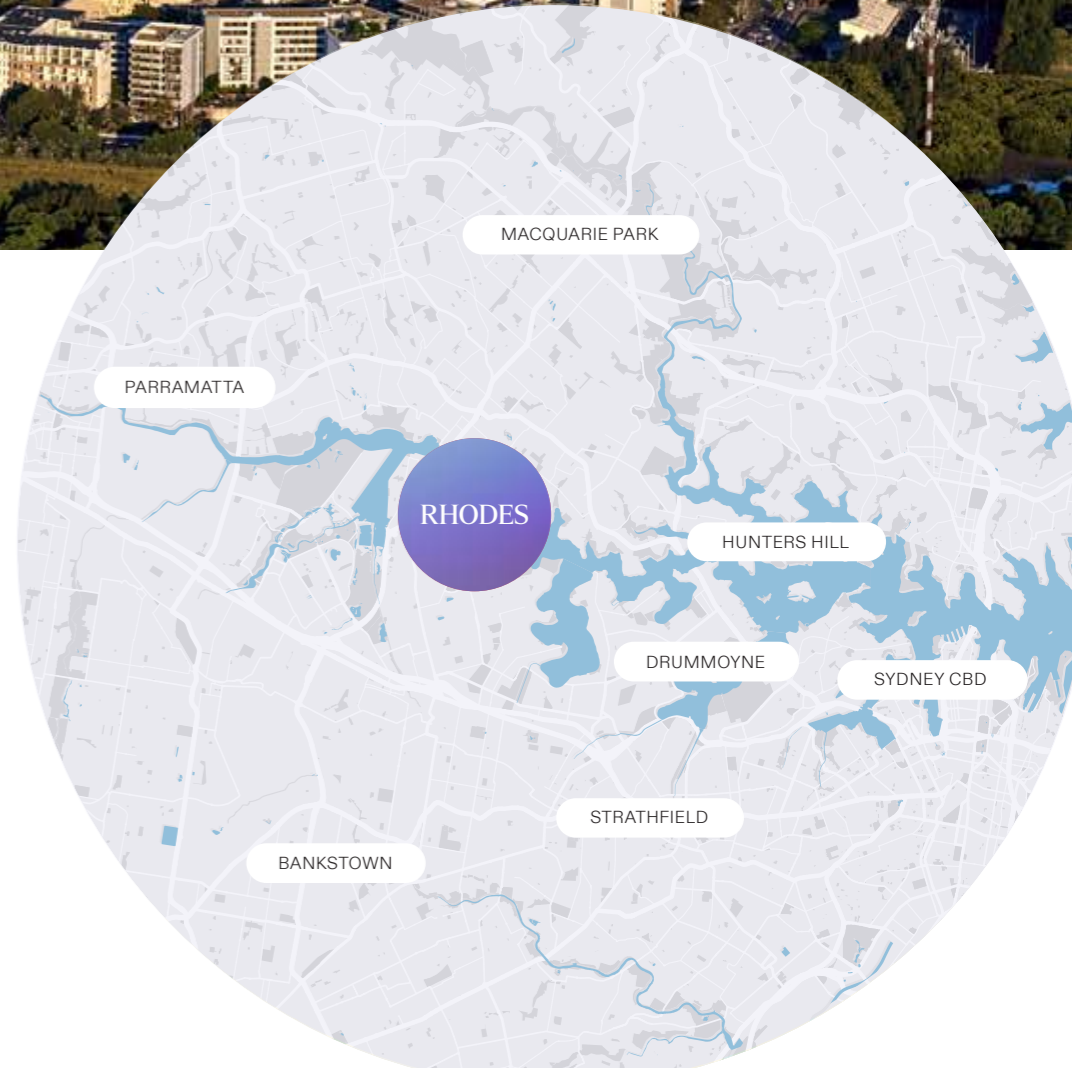 MACQUARIE PARK
PARRAMATTA
RHODES
HUNTERS HILL
DRUMMOYNE
SYDNEY CBD
STRATHFIELD
BANKSTOWN